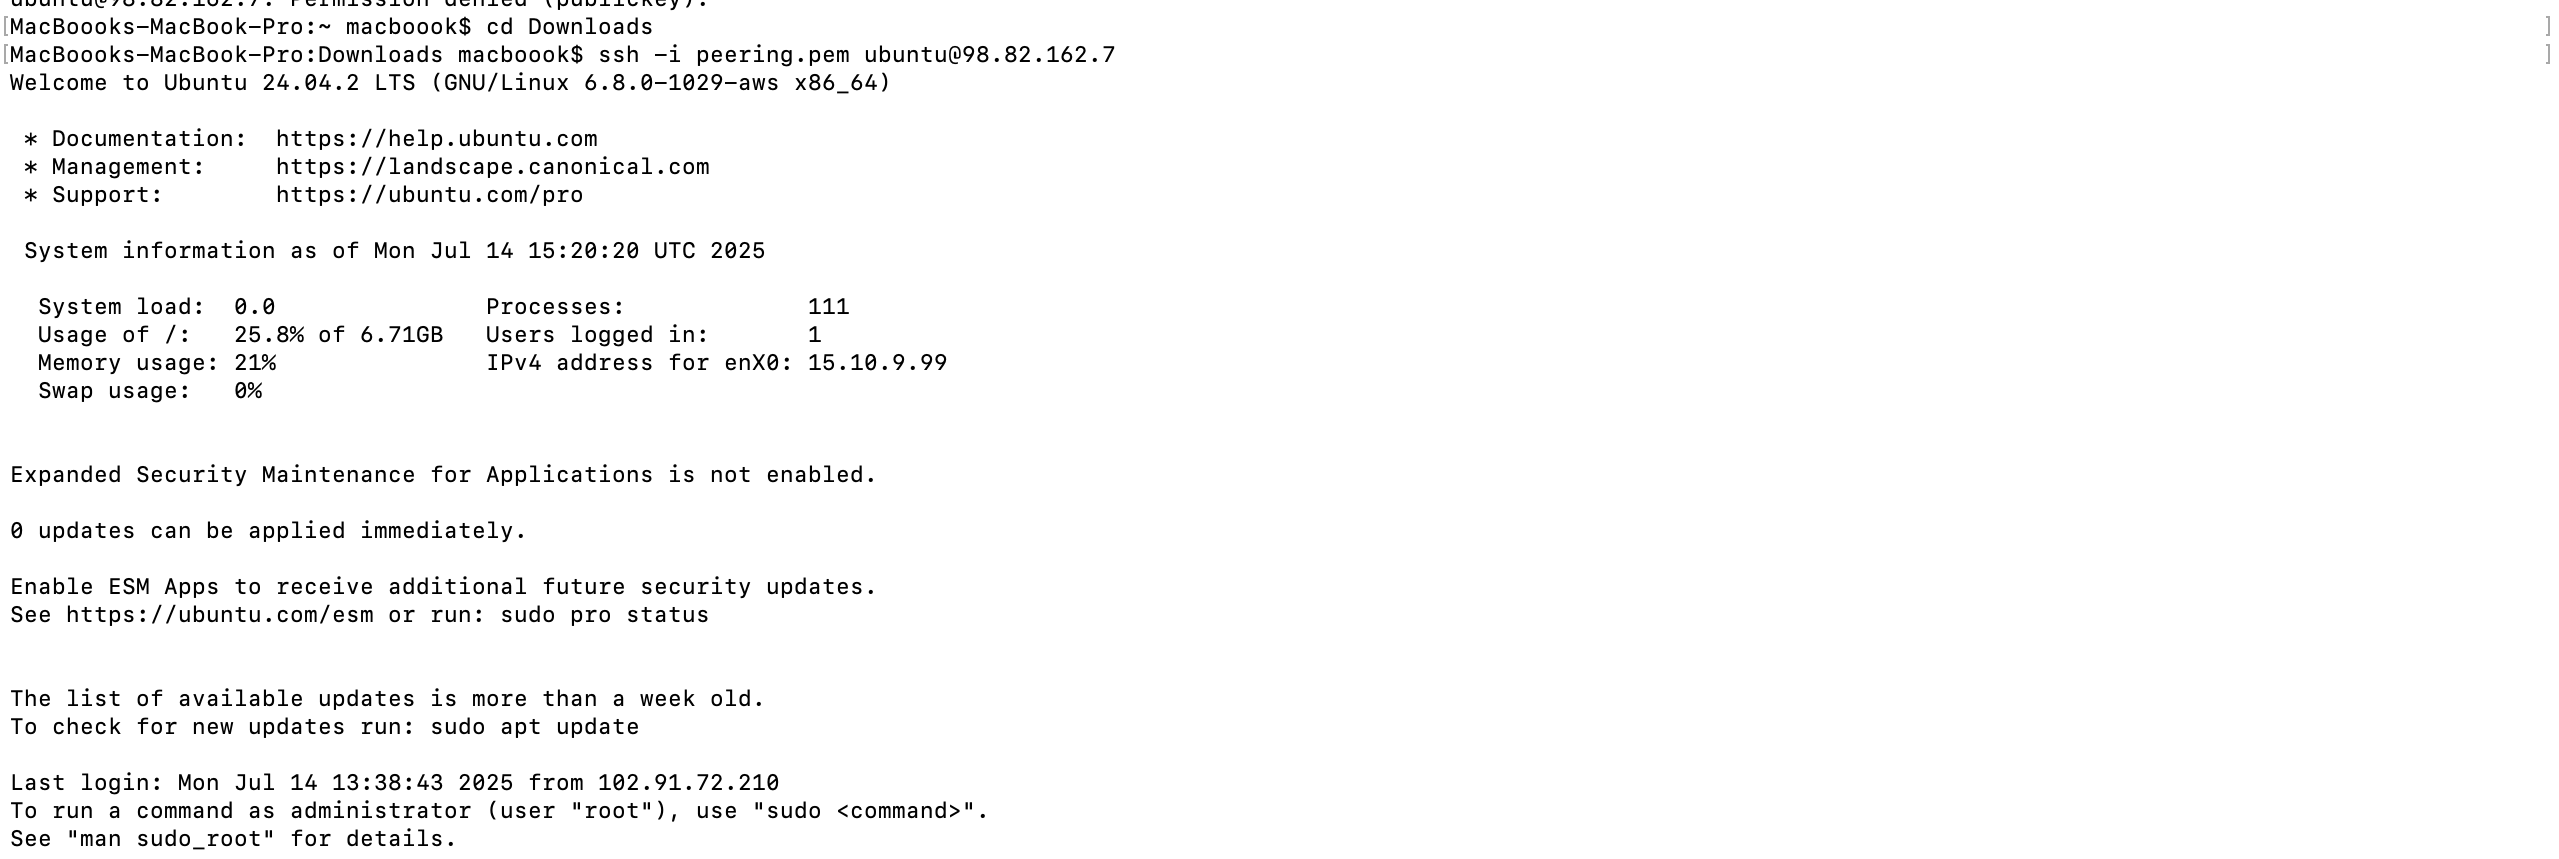 ubuntu@98.82.162.7: Permission denied (publickey).
[MacBoooks-MacBook-Pro:~ macboook$ cd Downloads ]
[MacBoooks-MacBook-Pro:Downloads macboook$ ssh -i peering.pem ubuntu@98.82.162.7 ]
Welcome to Ubuntu 24.04.2 LTS (GNU/Linux 6.8.0-1029-aws x86_64)
* Documentation: https://help.ubuntu.com
* Management: https://landscape.canonical.com
* Support: https://ubuntu.com/pro
System information as of Mon Jul 14 15:20:20 UTC 2025
System load: 0.0 Processes: 111
Usage of /: 25.8% of 6.71GB Users logged in: 1
Memory usage: 21% IPv4 address for enX0: 15.10.9.99
Swap usage: 0%
Expanded Security Maintenance for Applications is not enabled.
0 updates can be applied immediately.
Enable ESM Apps to receive additional future security updates.
See https://ubuntu.com/esm or run: sudo pro status
The list of available updates is more than a week old.
To check for new updates run: sudo apt update
Last login: Mon Jul 14 13:38:43 2025 from 102.91.72.210
To run a command as administrator (user "root"), use "sudo <command>".
See "man sudo_root" for details.